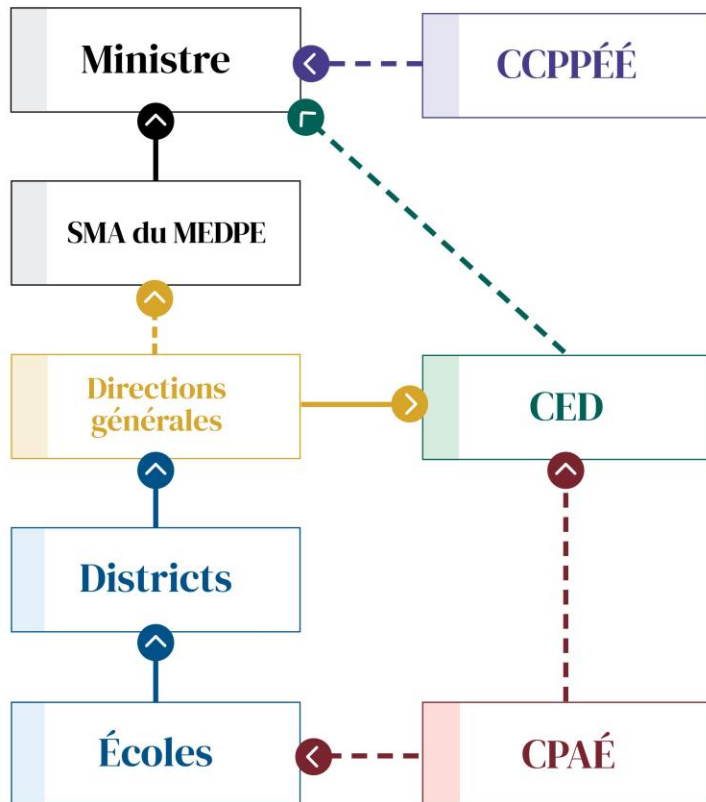 Ministre
CCPPÉÉ
SMA du MEDPE
Directions
générales
CED
Districts
Écoles
CPAÉ